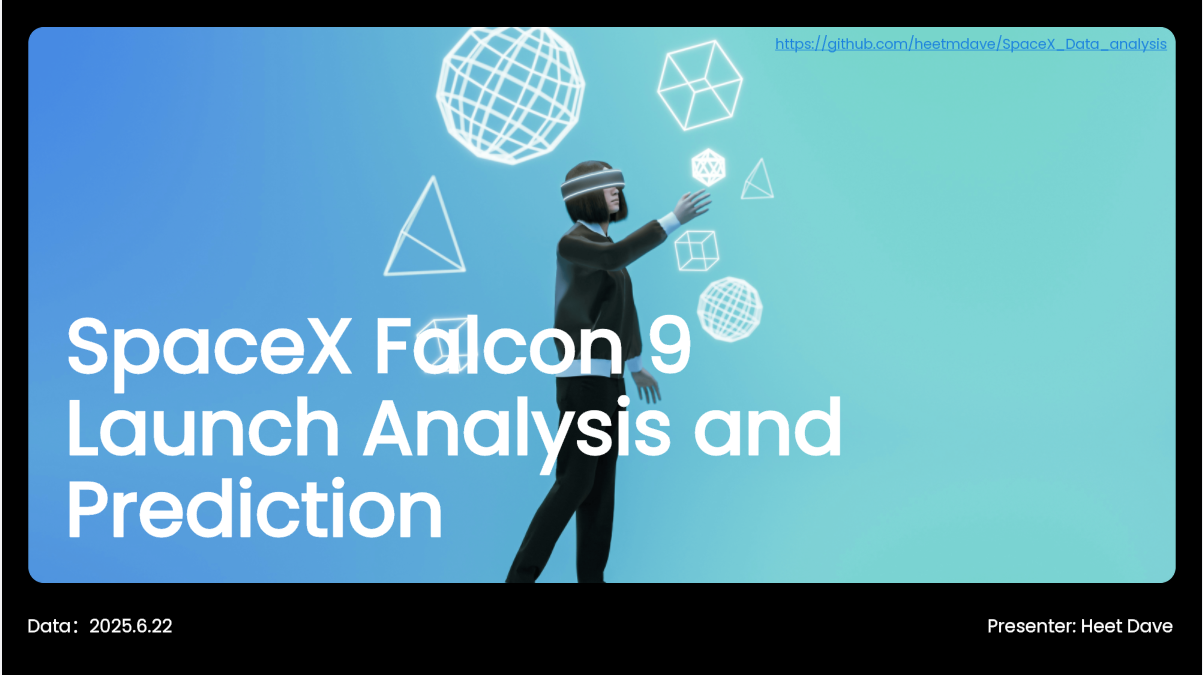 https://github.com/heetmdave/SpaceX_Data_analysis
SpaceX Falcon 9
Launch Analysis and
Prediction
Data：2025.6.22
Presenter: Heet Dave